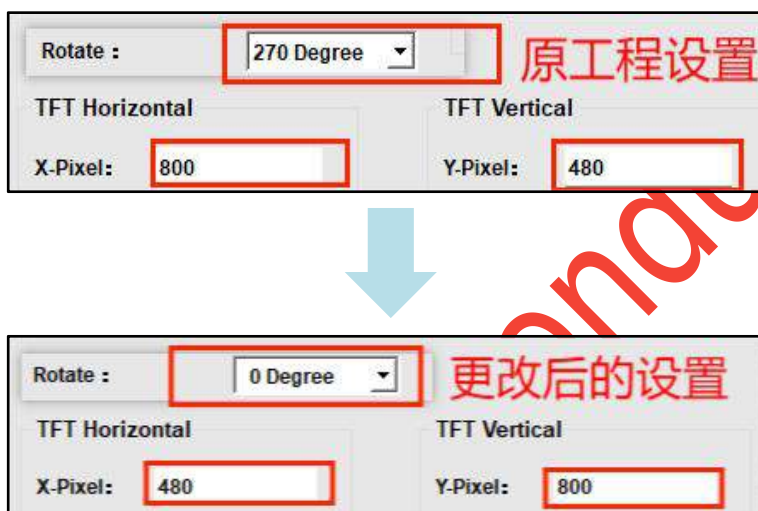 Rotate : 270 Degree 原工程设置
TFT Horizontal TFT Vertical
X-Pixel: 800 Y-Pixel: 480
Rotate : 0 Degree 更改后的设置
TFT Horizontal TFT Vertical
X-Pixel: 480 Y-Pixel: 800